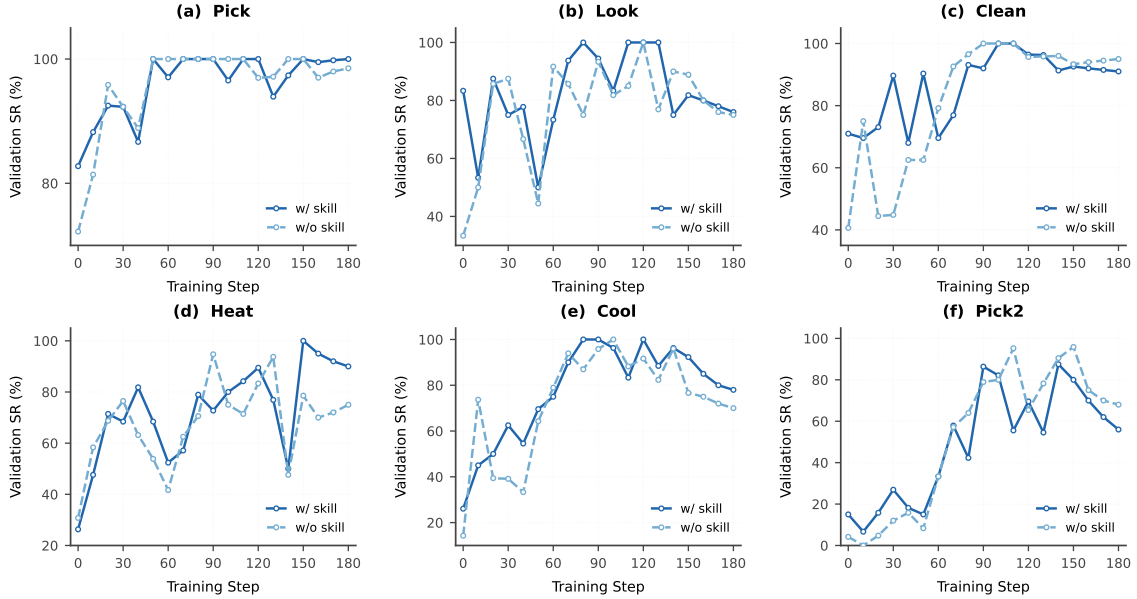 (a) Pick
Validation SR (%)
100
80
w/ skill
w/o skill
0 30 60 90 120 150 180
Training Step
(b) Look
Validation SR (%)
100
80
60
40
w/ skill
w/o skill
0 30 60 90 120 150 180
Training Step
(c) Clean
Validation SR (%)
100
80
60
40
w/ skill
w/o skill
0 30 60 90 120 150 180
Training Step
(d) Heat
Validation SR (%)
100
80
60
40
20
w/ skill
w/o skill
0 30 60 90 120 150 180
Training Step
(e) Cool
Validation SR (%)
100
80
60
40
20
w/ skill
w/o skill
0 30 60 90 120 150 180
Training Step
(f) Pick2
Validation SR (%)
100
80
60
40
20
0
w/ skill
w/o skill
0 30 60 90 120 150 180
Training Step